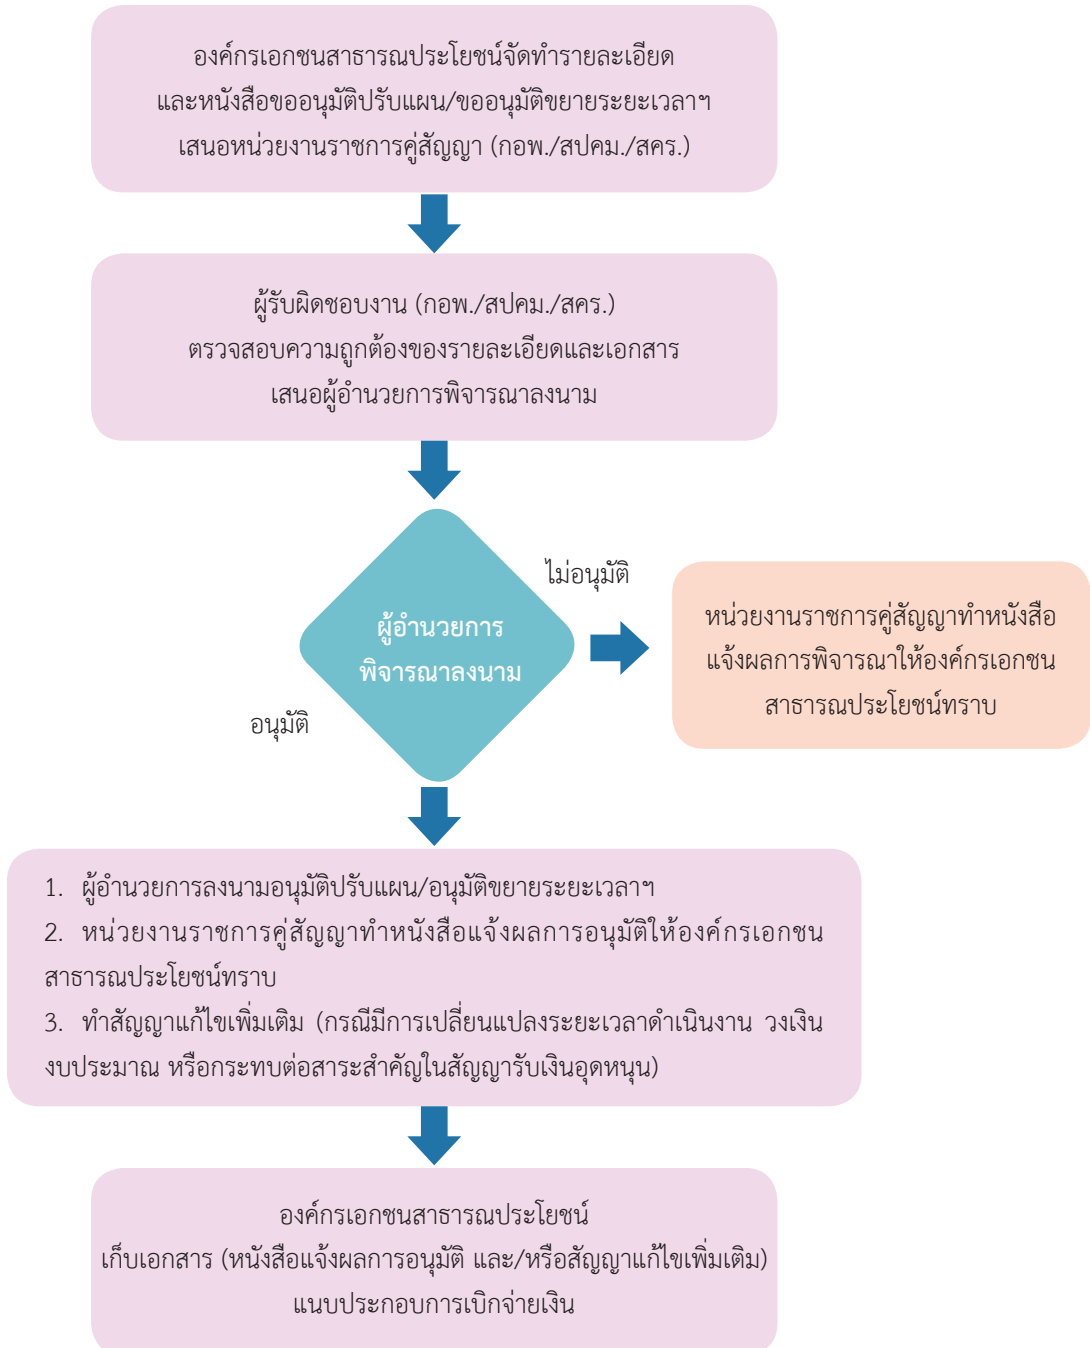 องค์กรเอกชนสาธารณประโยชน์จัดทำรายละเอียด
และหนังสือขออนุมัติปรับแผน/ขออนุมัติขยายระยะเวลาฯ
เสนอหน่วยงานราชการคู่สัญญา (กอพ./สปคม./สคร.)
ผู้รับผิดชอบงาน (กอพ./สปคม./สคร.)
ตรวจสอบความถูกต้องของรายละเอียดและเอกสาร
เสนอผู้อำนวยการพิจารณาลงนาม
ผู้อำนวยการ
พิจารณาลงนาม
ไม่อนุมัติ
หน่วยงานราชการคู่สัญญาทำหนังสือ
แจ้งผลการพิจารณาให้องค์กรเอกชน
สาธารณประโยชน์ทราบ
อนุมัติ
1. ผู้อำนวยการลงนามอนุมัติปรับแผน/อนุมัติขยายระยะเวลาฯ
2. หน่วยงานราชการคู่สัญญาทำหนังสือแจ้งผลการอนุมัติให้องค์กรเอกชน
สาธารณประโยชน์ทราบ
3. ทำสัญญาแก้ไขเพิ่มเติม (กรณีมีการเปลี่ยนแปลงระยะเวลาดำเนินงาน วงเงิน
งบประมาณ หรือกระทบต่อสาระสำคัญในสัญญารับเงินอุดหนุน)
องค์กรเอกชนสาธารณประโยชน์
เก็บเอกสาร (หนังสือแจ้งผลการอนุมัติ และ/หรือสัญญาแก้ไขเพิ่มเติม)
แนบประกอบการเบิกจ่ายเงิน